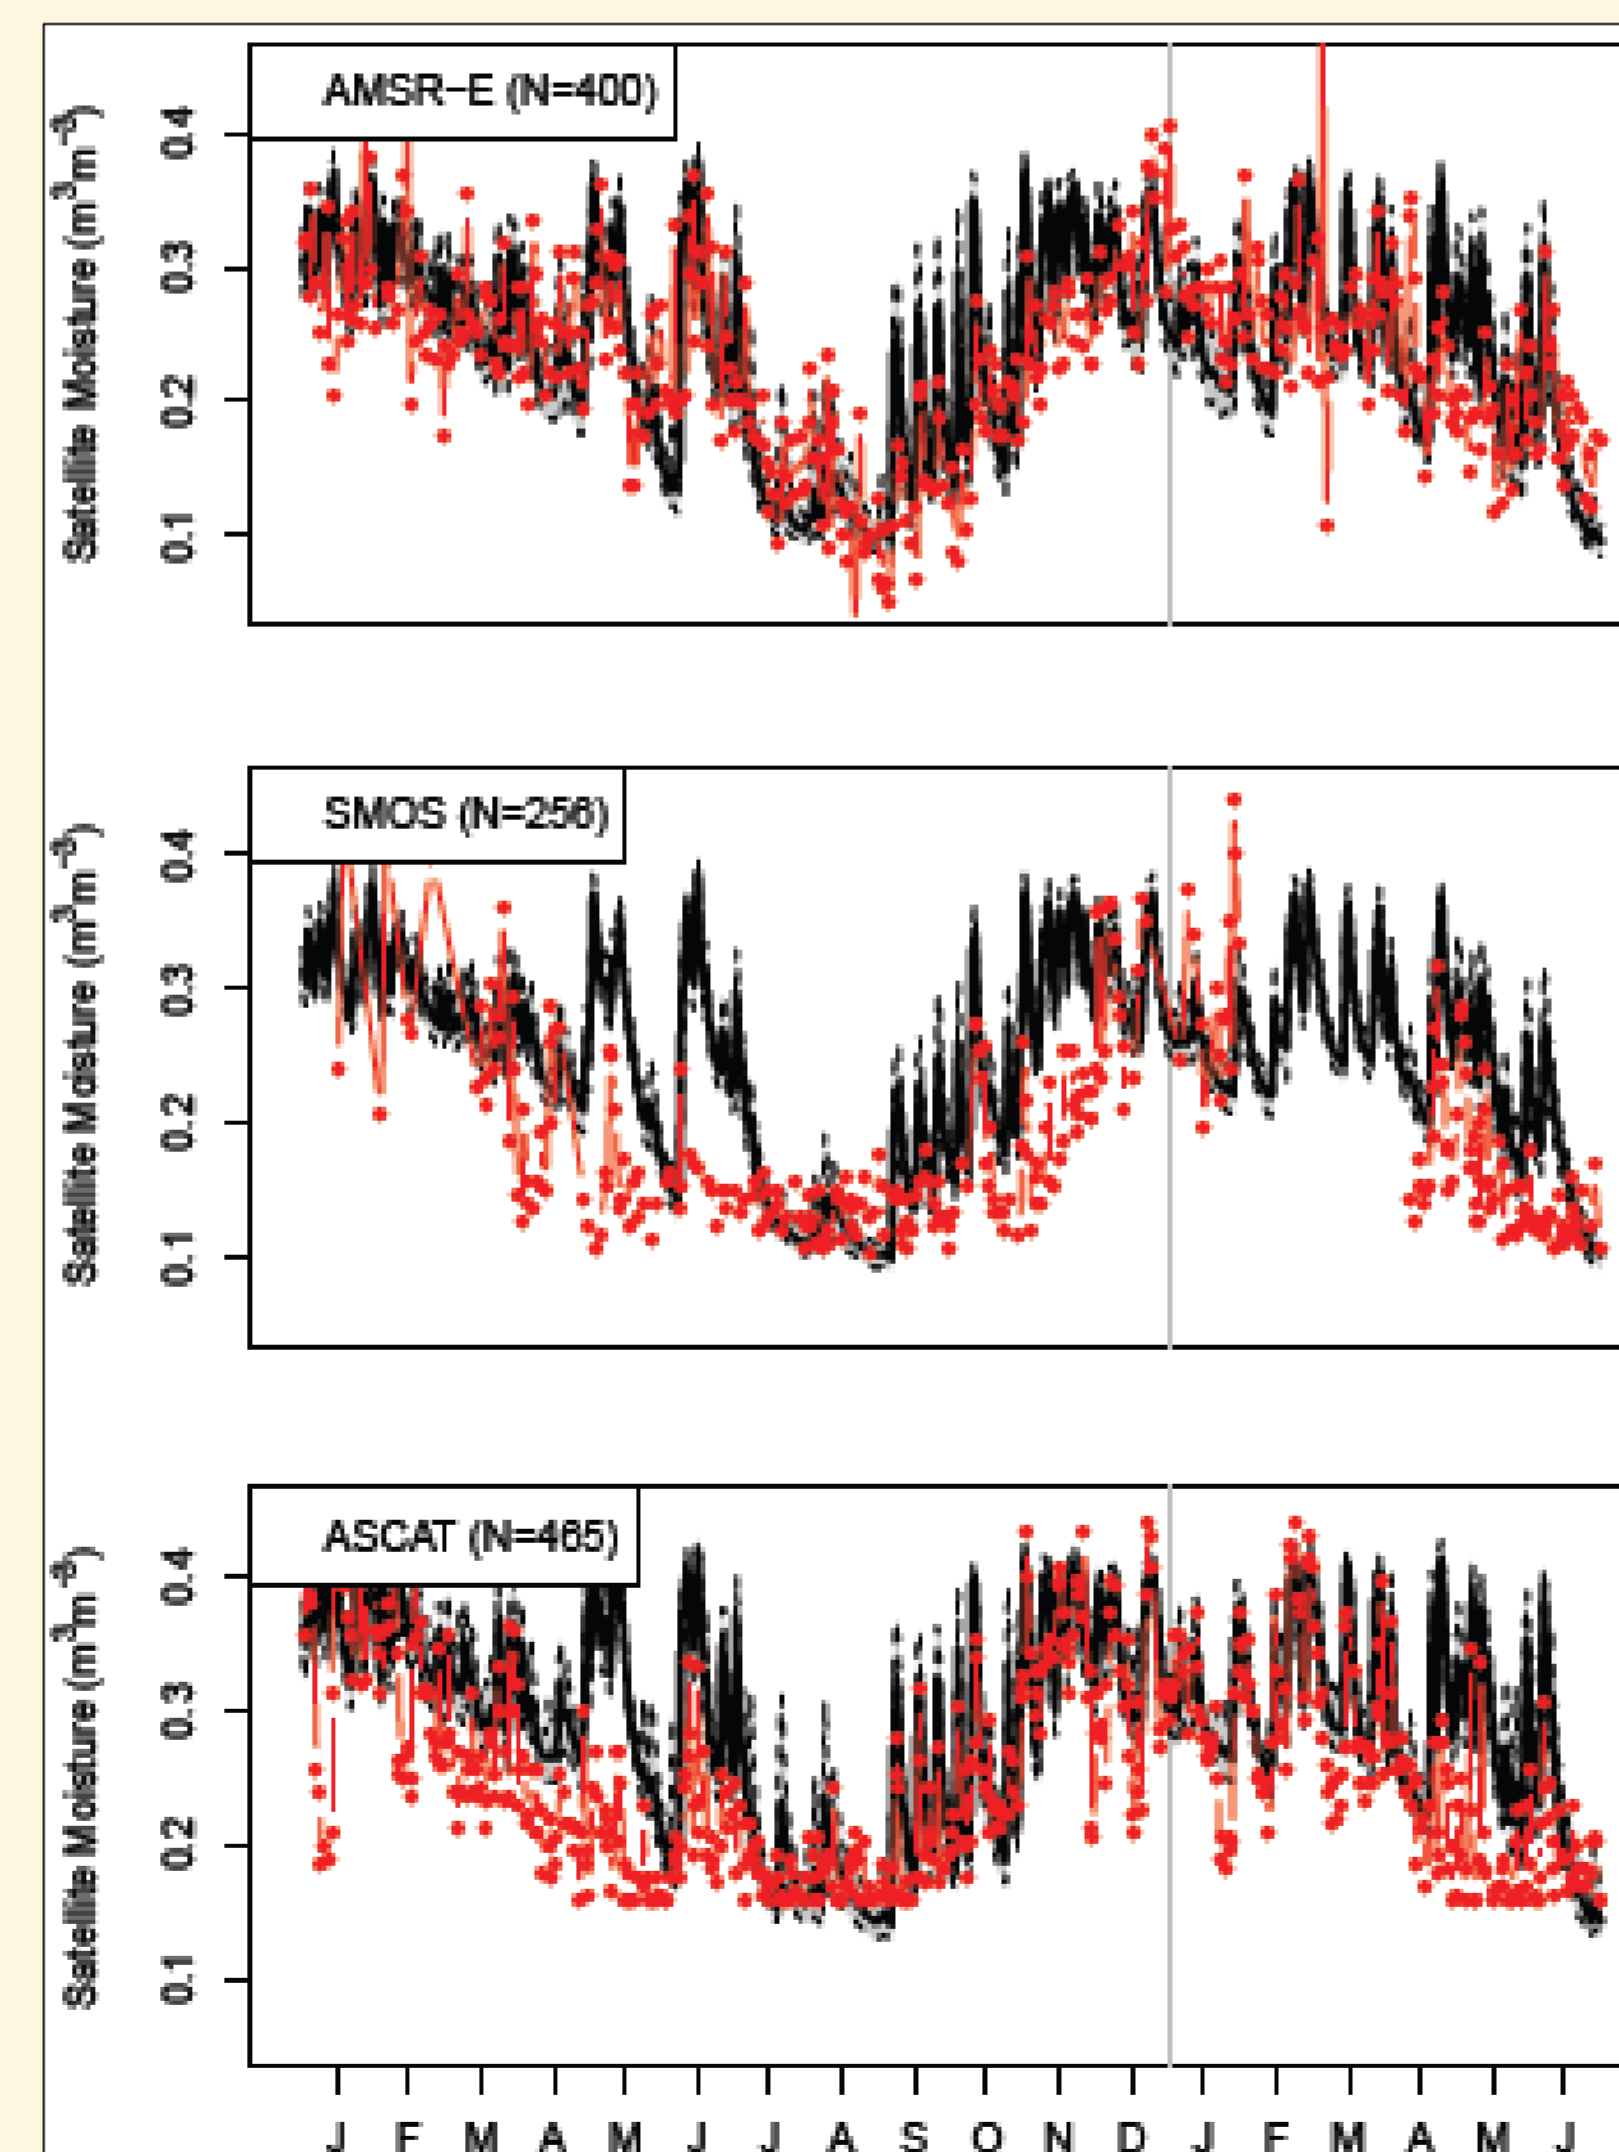 AMSR-E (N=400)
Satellite Moisture (m³m⁻³)
0.4
0.3
0.2
0.1
SMOS (N=256)
Satellite Moisture (m³m⁻³)
0.4
0.3
0.2
0.1
ASCAT (N=465)
Satellite Moisture (m³m⁻³)
0.4
0.3
0.2
0.1
J F M A M J J A S O N D J F M A M J